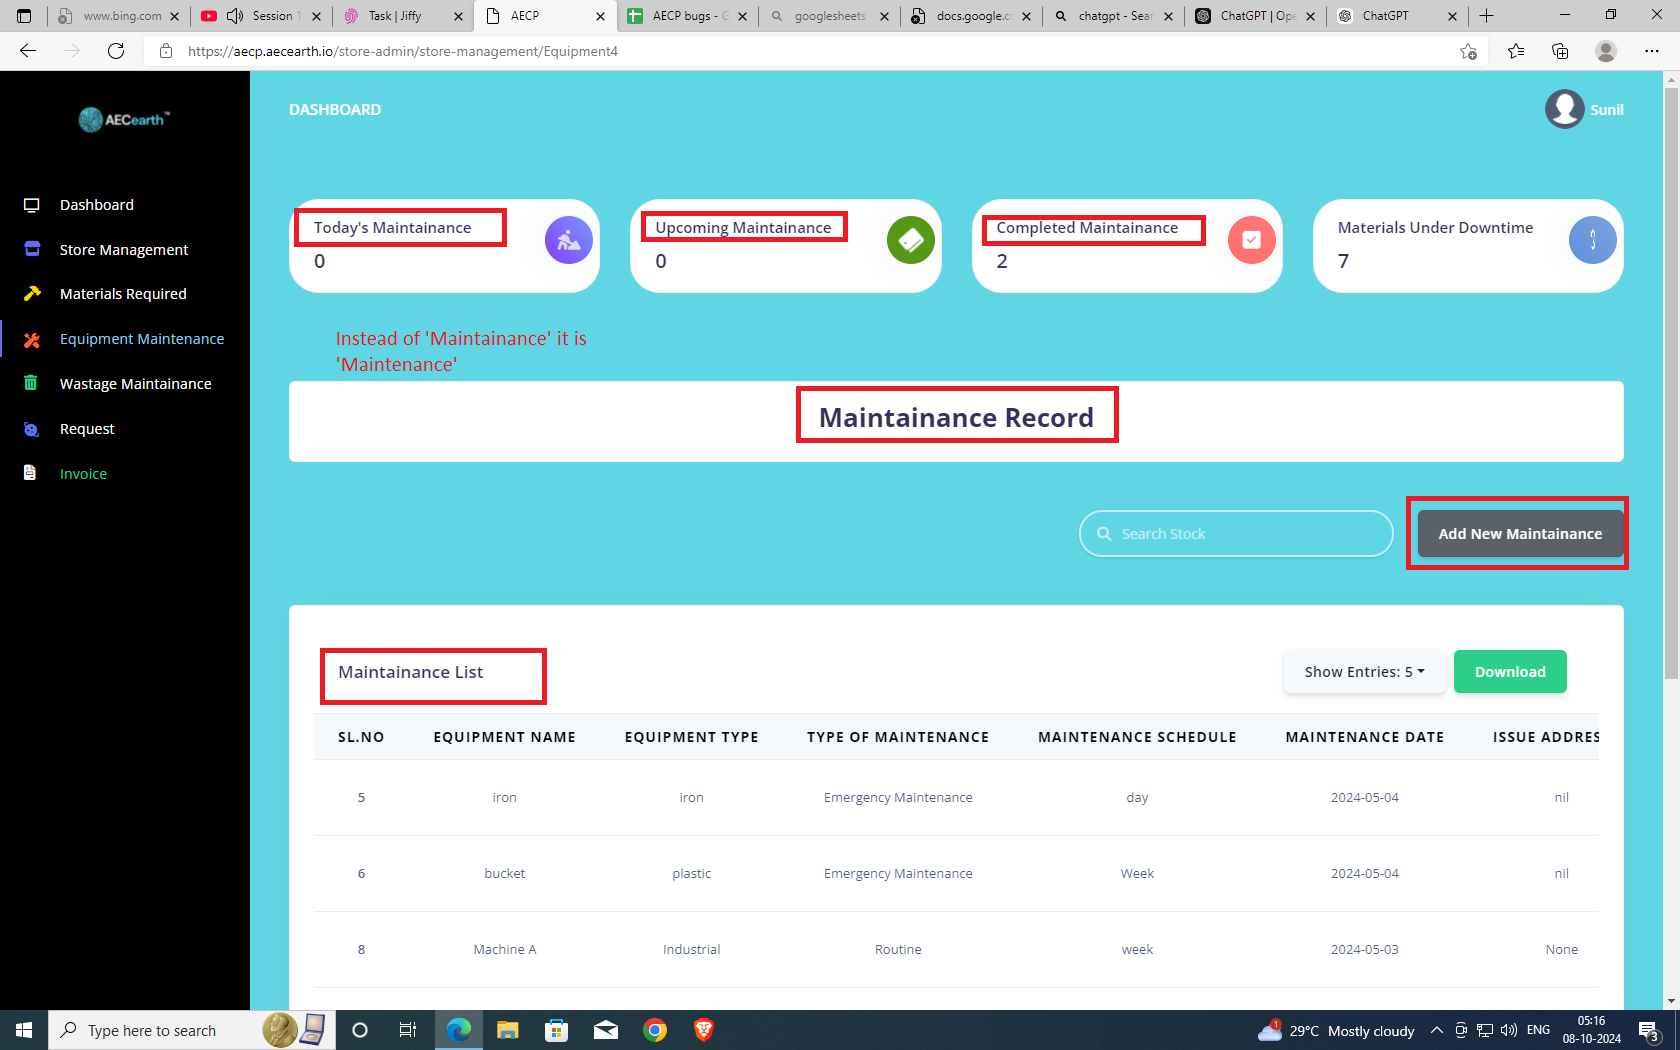 www.bing.com
Session 1
Task | Jiffy
AECP
AECP bugs - G
googlesheets
docs.google.co
chatgpt - Sear
ChatGPT | Ope
ChatGPT
https://aecp.aecearth.io/store-admin/store-management/Equipment4
AECearth™
DASHBOARD
Sunil
Dashboard
Store Management
Materials Required
Equipment Maintenance
Wastage Maintainance
Request
Invoice
Today's Maintainance
0
Upcoming Maintainance
0
Completed Maintainance
2
Materials Under Downtime
7
Instead of 'Maintainance' it is
'Maintenance'
Maintainance Record
Search Stock
Add New Maintainance
Maintainance List
Show Entries: 5
Download
SL.NO EQUIPMENT NAME EQUIPMENT TYPE TYPE OF MAINTENANCE MAINTENANCE SCHEDULE MAINTENANCE DATE ISSUE ADDRES
5 iron iron Emergency Maintenance day 2024-05-04 nil
6 bucket plastic Emergency Maintenance Week 2024-05-04 nil
8 Machine A Industrial Routine week 2024-05-03 None
Type here to search
1
29°C Mostly cloudy
ENG
05:16
08-10-2024
3